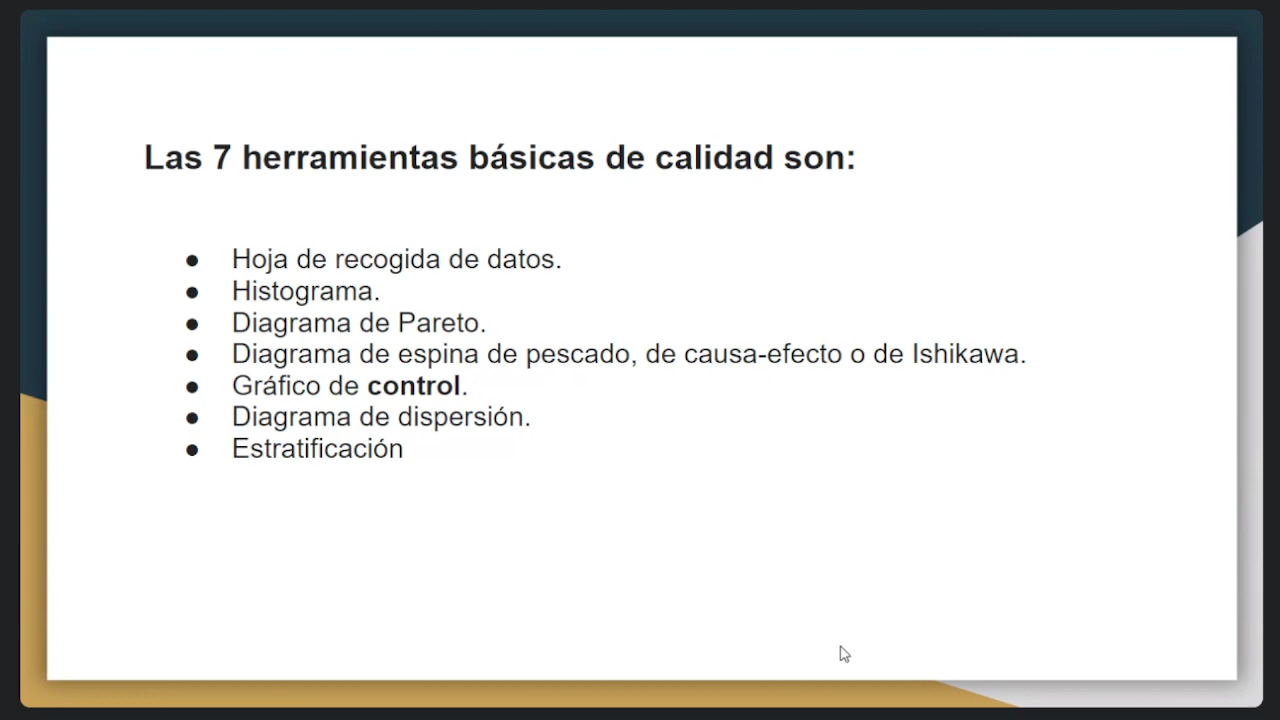 Las 7 herramientas básicas de calidad son:
● Hoja de recogida de datos.
● Histograma.
● Diagrama de Pareto.
● Diagrama de espina de pescado, de causa-efecto o de Ishikawa.
● Gráfico de control.
● Diagrama de dispersión.
● Estratificación